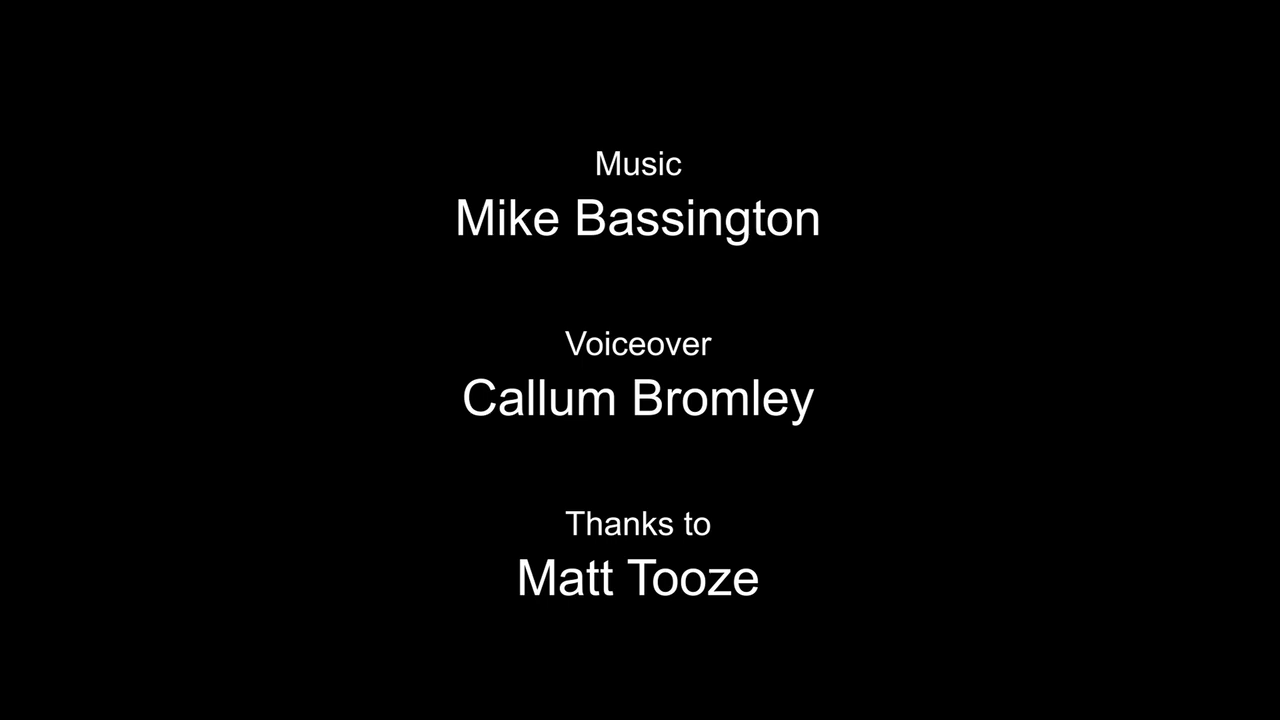 Music
Mike Bassington
Voiceover
Callum Bromley
Thanks to
Matt Tooze